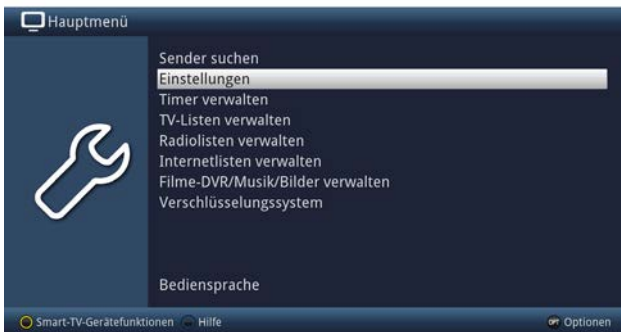 Hauptmenü
Sender suchen
Einstellungen
Timer verwalten
TV-Listen verwalten
Radiolisten verwalten
Internetlisten verwalten
Filme-DVR/Musik/Bilder verwalten
Verschlüsselungssystem
Bediensprache
Smart-TV-Gerätefunktionen Hilfe OPT Optionen